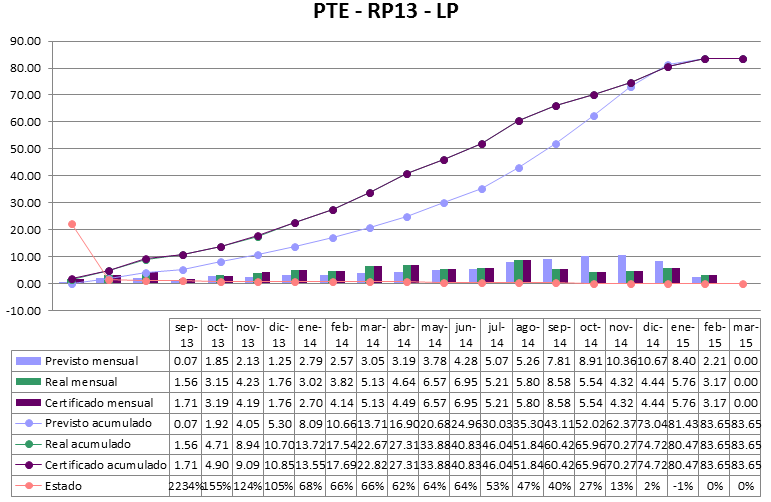 PTE - RP13 - LP
90.00
80.00
70.00
60.00
50.00
40.00
30.00
20.00
10.00
0.00
-10.00
sep-13 oct-13 nov-13 dic-13 ene-14 feb-14 mar-14 abr-14 may-14 jun-14 jul-14 ago-14 sep-14 oct-14 nov-14 dic-14 ene-15 feb-15 mar-15
Previsto mensual 0.07 1.85 2.13 1.25 2.79 2.57 3.05 3.19 3.78 4.28 5.07 5.26 7.81 8.91 10.36 10.67 8.40 2.21 0.00
Real mensual 1.56 3.15 4.23 1.76 3.02 3.82 5.13 4.64 6.57 6.95 5.21 5.80 8.58 5.54 4.32 4.44 5.76 3.17 0.00
Certificado mensual 1.71 3.19 4.19 1.76 2.70 4.14 5.13 4.49 6.57 6.95 5.21 5.80 8.58 5.54 4.32 4.44 5.76 3.17 0.00
Previsto acumulado 0.07 1.92 4.05 5.30 8.09 10.66 13.71 16.90 20.68 24.96 30.03 35.30 43.11 52.02 62.37 73.04 81.43 83.65 83.65
Real acumulado 1.56 4.71 8.94 10.70 13.72 17.54 22.67 27.31 33.88 40.83 46.04 51.84 60.42 65.96 70.27 74.72 80.47 83.65 83.65
Certificado acumulado 1.71 4.90 9.09 10.85 13.55 17.69 22.82 27.31 33.88 40.83 46.04 51.84 60.42 65.96 70.27 74.72 80.47 83.65 83.65
Estado 2234% 155% 124% 105% 68% 66% 66% 62% 64% 64% 53% 47% 40% 27% 13% 2% -1% 0% 0%